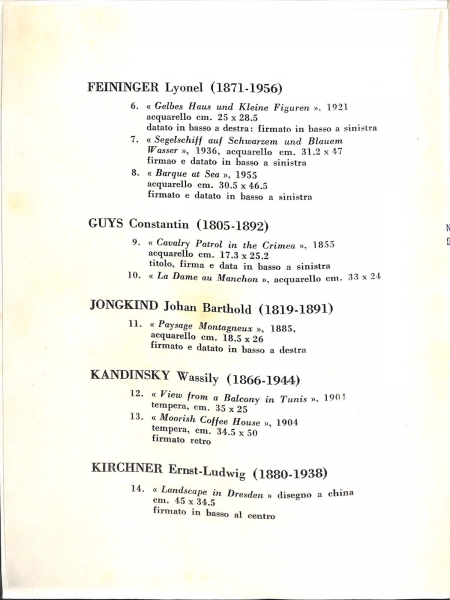 FEININGER Lyonel (1871-1956)
6. « Gelbes Haus und Kleine Figuren », 1921
acquarello cm. 25 x 28.5
datato in basso a destra: firmato in basso a sinistra
7. « Segelschiff auf Schwarzem und Blauem
Wasser », 1936, acquarello cm. 31.2 x 47
firmao e datato in basso a sinistra
8. « Barque at Sea », 1955
acquarello cm. 30.5 x 46.5
firmato e datato in basso a sinistra
GUYS Constantin (1805-1892)
9. « Cavalry Patrol in the Crimea », 1855
acquarello cm. 17.3 x 25.2
titolo, firma e data in basso a sinistra
10. « La Dame au Manchon », acquarello cm. 33 x 24
JONGKIND Johan Barthold (1819-1891)
11. « Paysage Montagneux », 1885,
acquarello cm. 18.5 x 26
firmato e datato in basso a destra
KANDINSKY Wassily (1866-1944)
12. « View from a Balcony in Tunis », 1901
tempera, cm. 35 x 25
13. « Moorish Coffee House », 1904
tempera, cm. 34.5 x 50
firmato retro
KIRCHNER Ernst-Ludwig (1880-1938)
14. « Landscape in Dresden » disegno a china
cm. 45 x 34.5
firmato in basso al centro